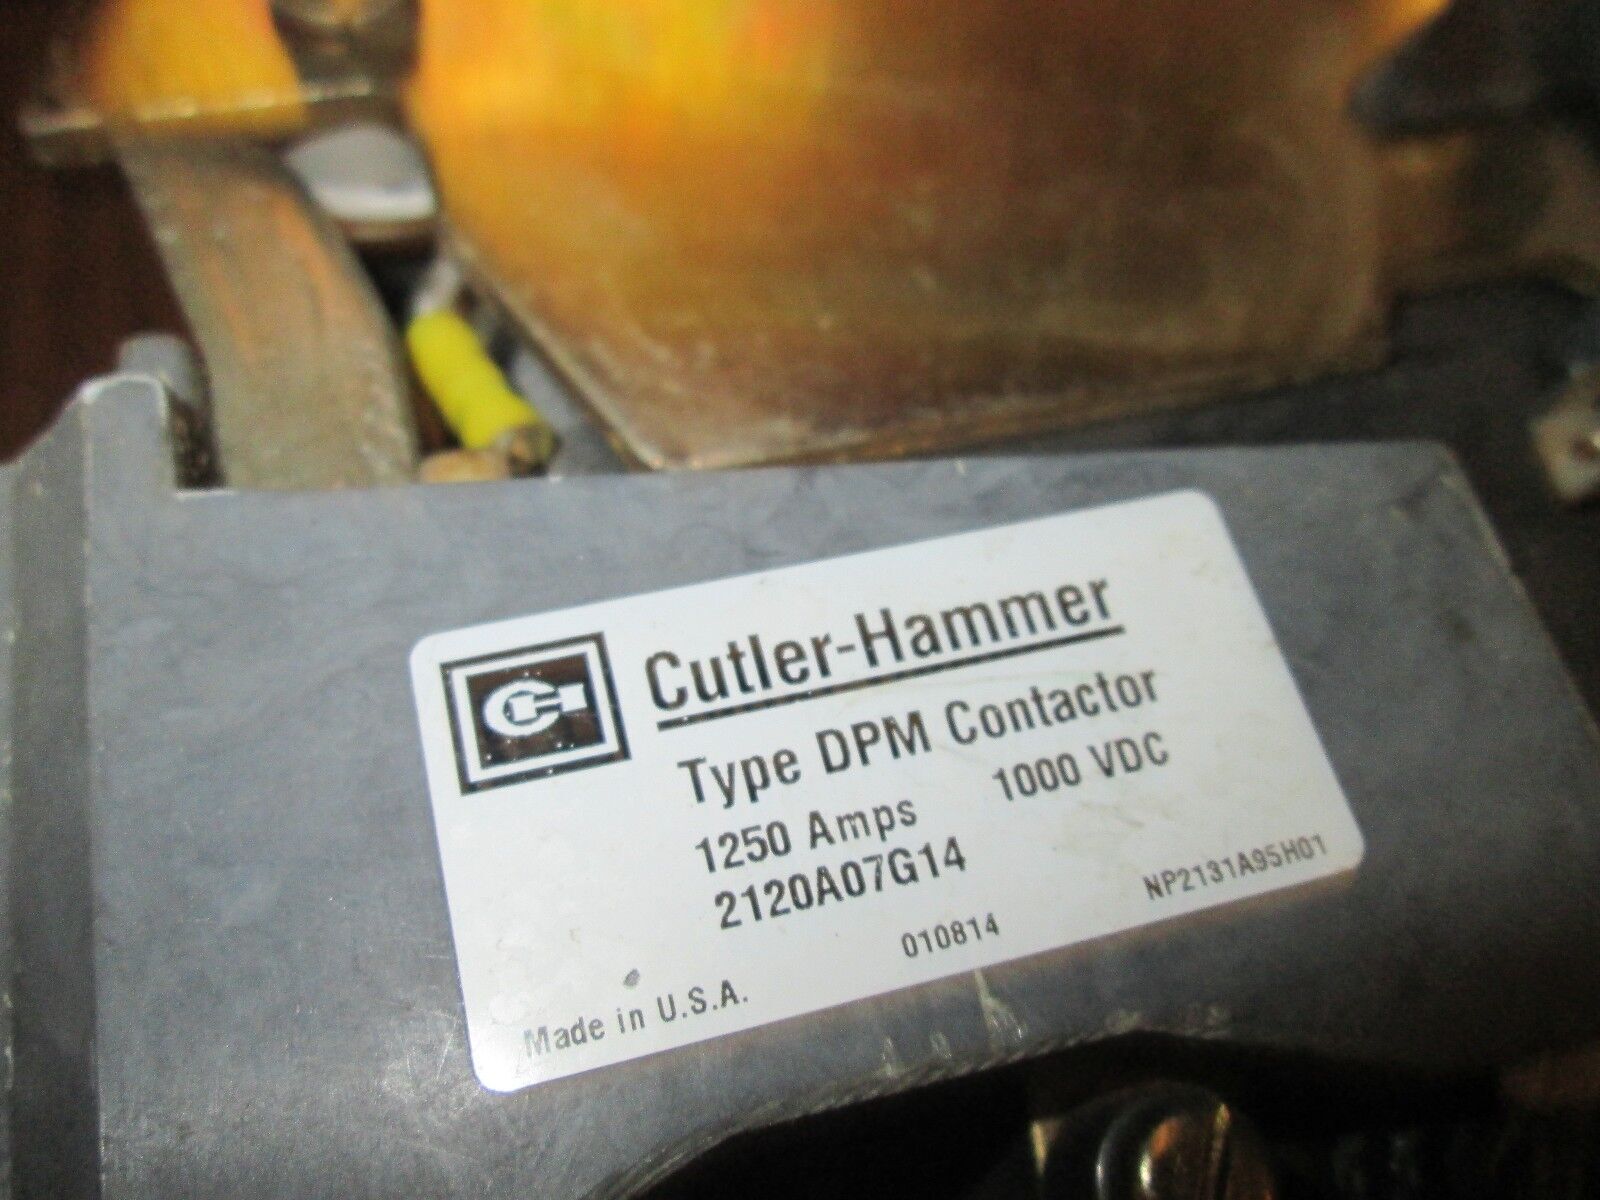 Cutler-Hammer
Type DPM Contactor
1250 Amps 1000 VDC
2120A07G14
010814 NP2131A95H01
Made in U.S.A.